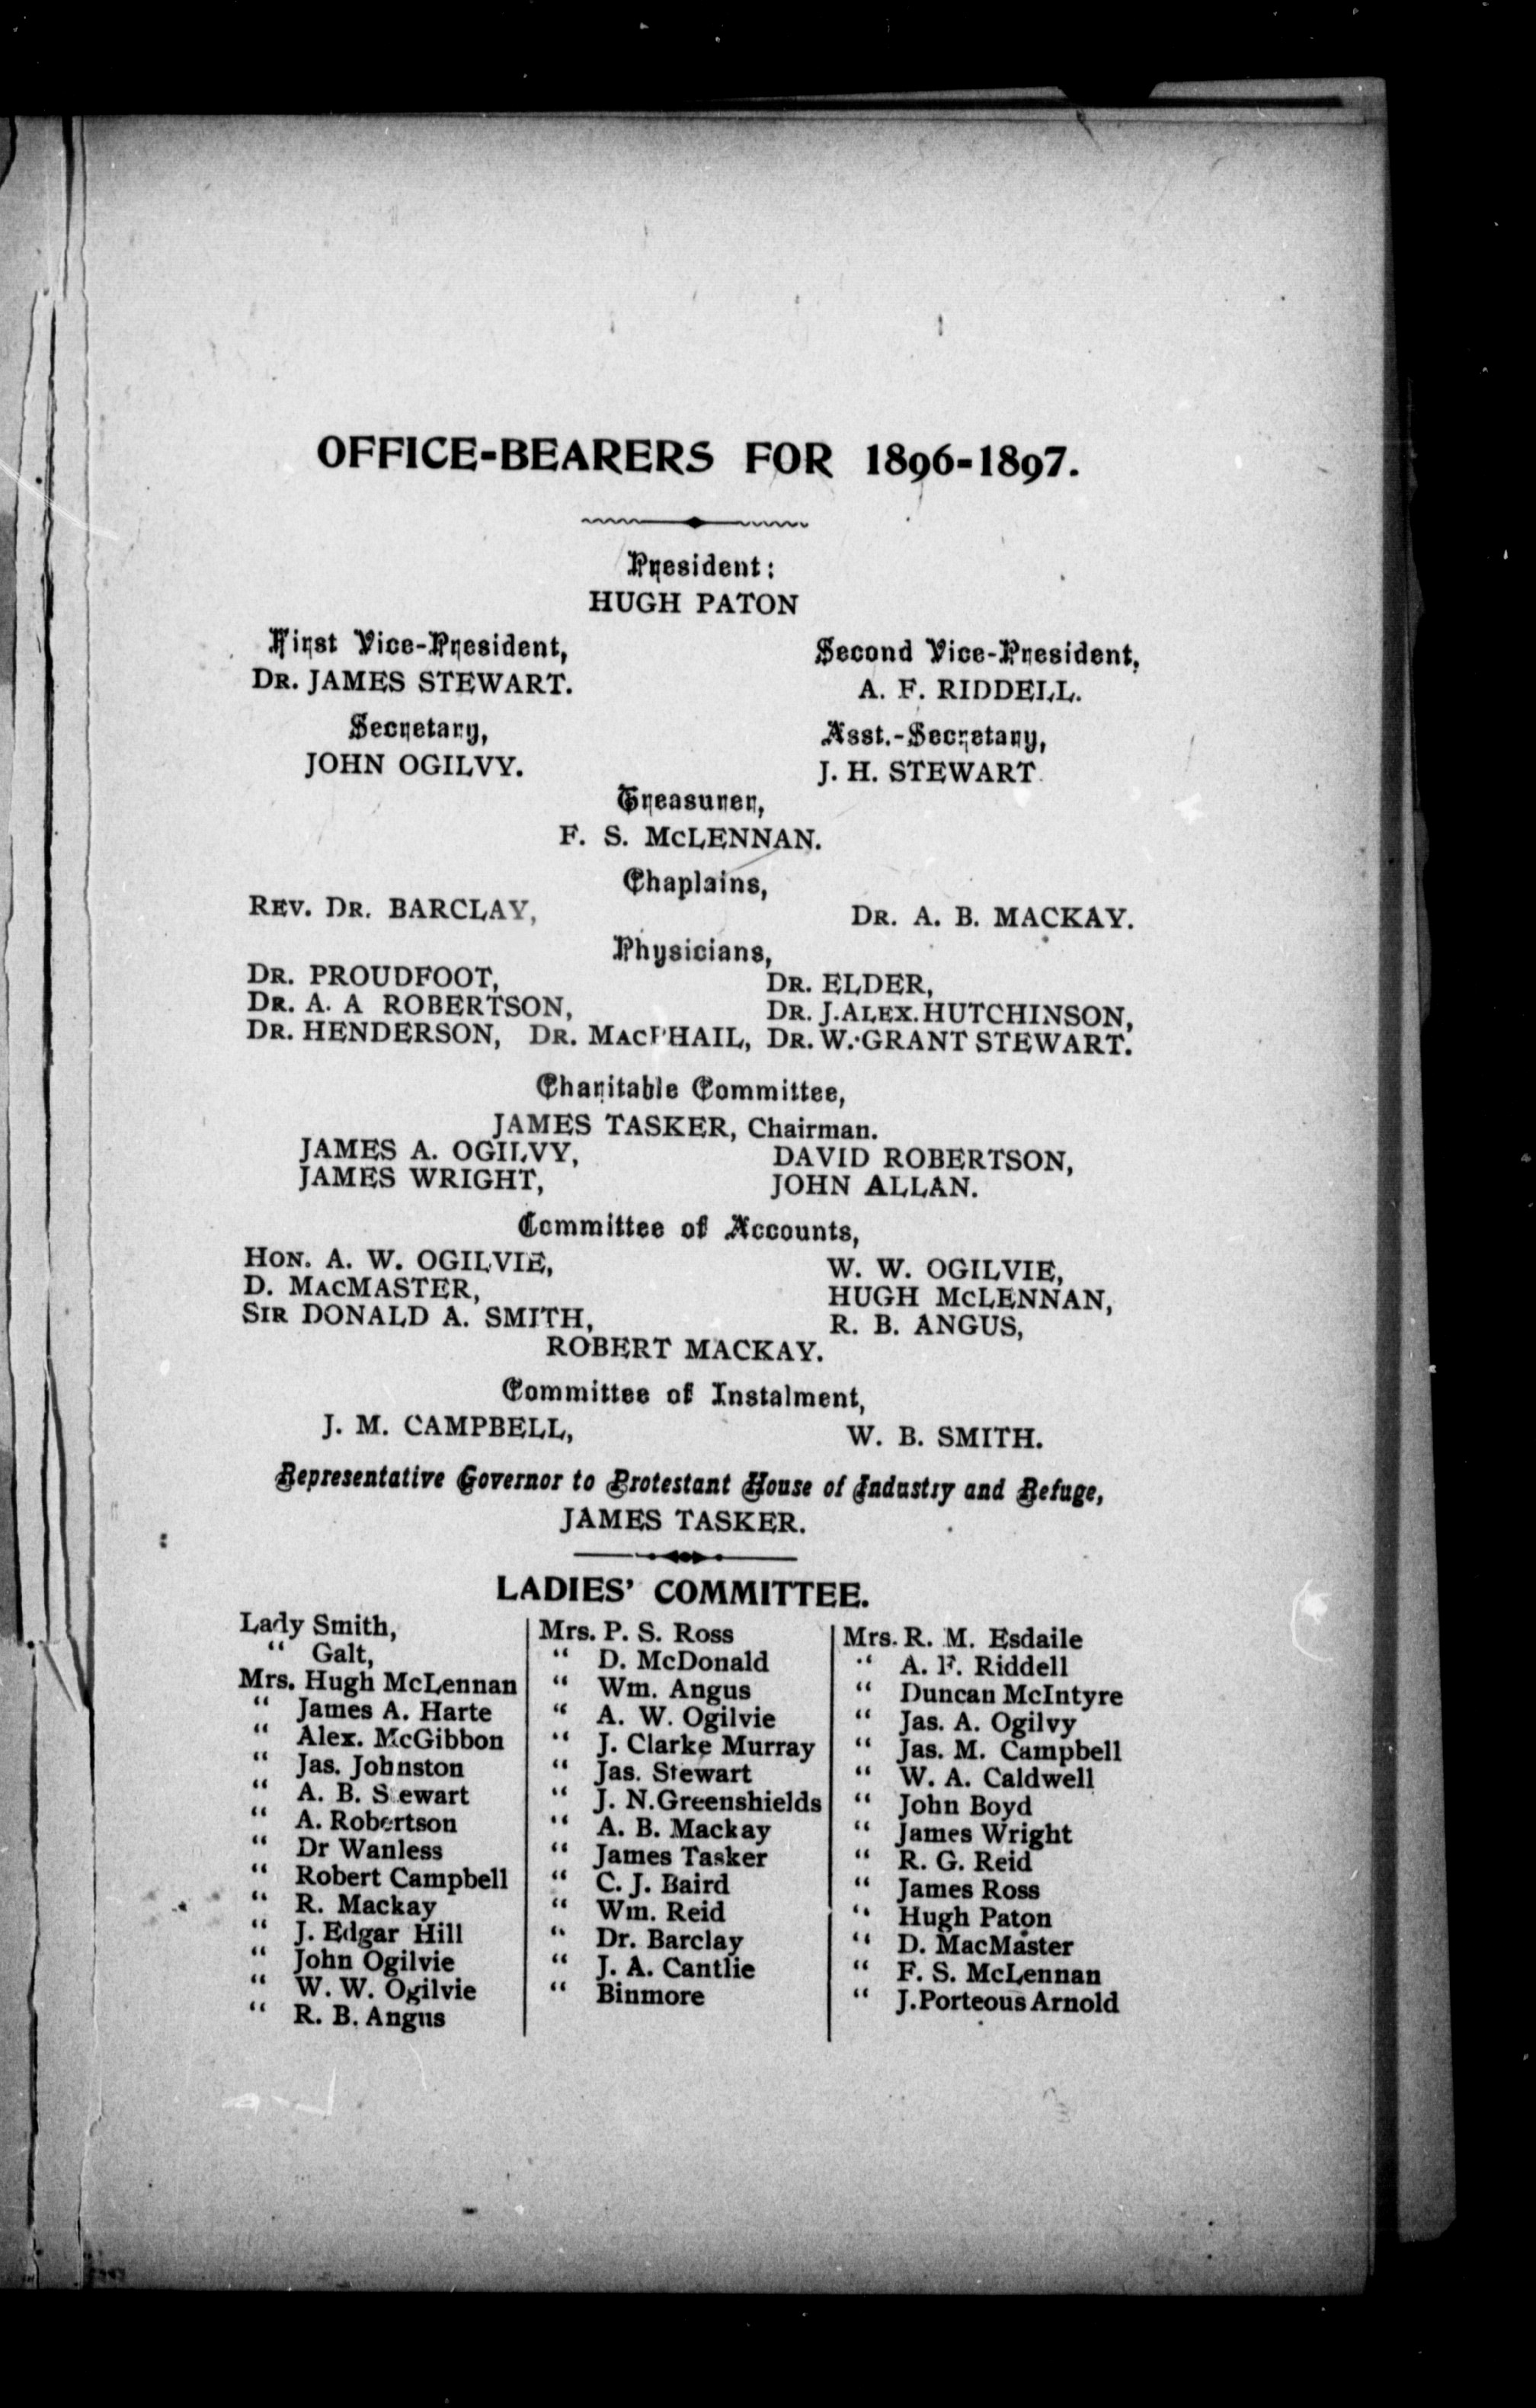 OFFICE-BEARERS FOR 1896-1897.
President:
HUGH PATON
First Vice-President,
DR. JAMES STEWART.
Second Vice-President,
A. F. RIDDELL.
Secretary,
JOHN OGILVY.
Asst.-Secretary,
J. H. STEWART
Treasurer,
F. S. McLENNAN.
Chaplains,
REV. DR. BARCLAY,
DR. A. B. MACKAY.
Physicians,
DR. PROUDFOOT,
DR. ELDER,
DR. A. A ROBERTSON,
DR. J. ALEX. HUTCHINSON,
DR. HENDERSON, DR. MACPHAIL, DR. W. GRANT STEWART.
Charitable Committee,
JAMES TASKER, Chairman.
JAMES A. OGILVY,
DAVID ROBERTSON,
JAMES WRIGHT,
JOHN ALLAN.
Committee of Accounts,
HON. A. W. OGILVIE,
W. W. OGILVIE,
D. MACMASTER,
HUGH McLENNAN,
SIR DONALD A. SMITH,
R. B. ANGUS,
ROBERT MACKAY.
Committee of Instalment,
J. M. CAMPBELL,
W. B. SMITH.
Representative Governor to Protestant House of Industry and Refuge,
JAMES TASKER.
LADIES' COMMITTEE.
Lady Smith,
“ Galt,
Mrs. Hugh McLennan
“ James A. Harte
“ Alex. McGibbon
“ Jas. Johnston
“ A. B. Stewart
“ A. Robertson
“ Dr Wanless
“ Robert Campbell
“ R. Mackay
“ J. Edgar Hill
“ John Ogilvie
“ W. W. Ogilvie
“ R. B. Angus
Mrs. P. S. Ross
“ D. McDonald
“ Wm. Angus
“ A. W. Ogilvie
“ J. Clarke Murray
“ Jas. Stewart
“ J. N. Greenshields
“ A. B. Mackay
“ James Tasker
“ C. J. Baird
“ Wm. Reid
“ Dr. Barclay
“ J. A. Cantlie
“ Binmore
Mrs. R. M. Esdaile
“ A. F. Riddell
“ Duncan McIntyre
“ Jas. A. Ogilvy
“ Jas. M. Campbell
“ W. A. Caldwell
“ John Boyd
“ James Wright
“ R. G. Reid
“ James Ross
“ Hugh Paton
“ D. MacMaster
“ F. S. McLennan
“ J. Porteous Arnold